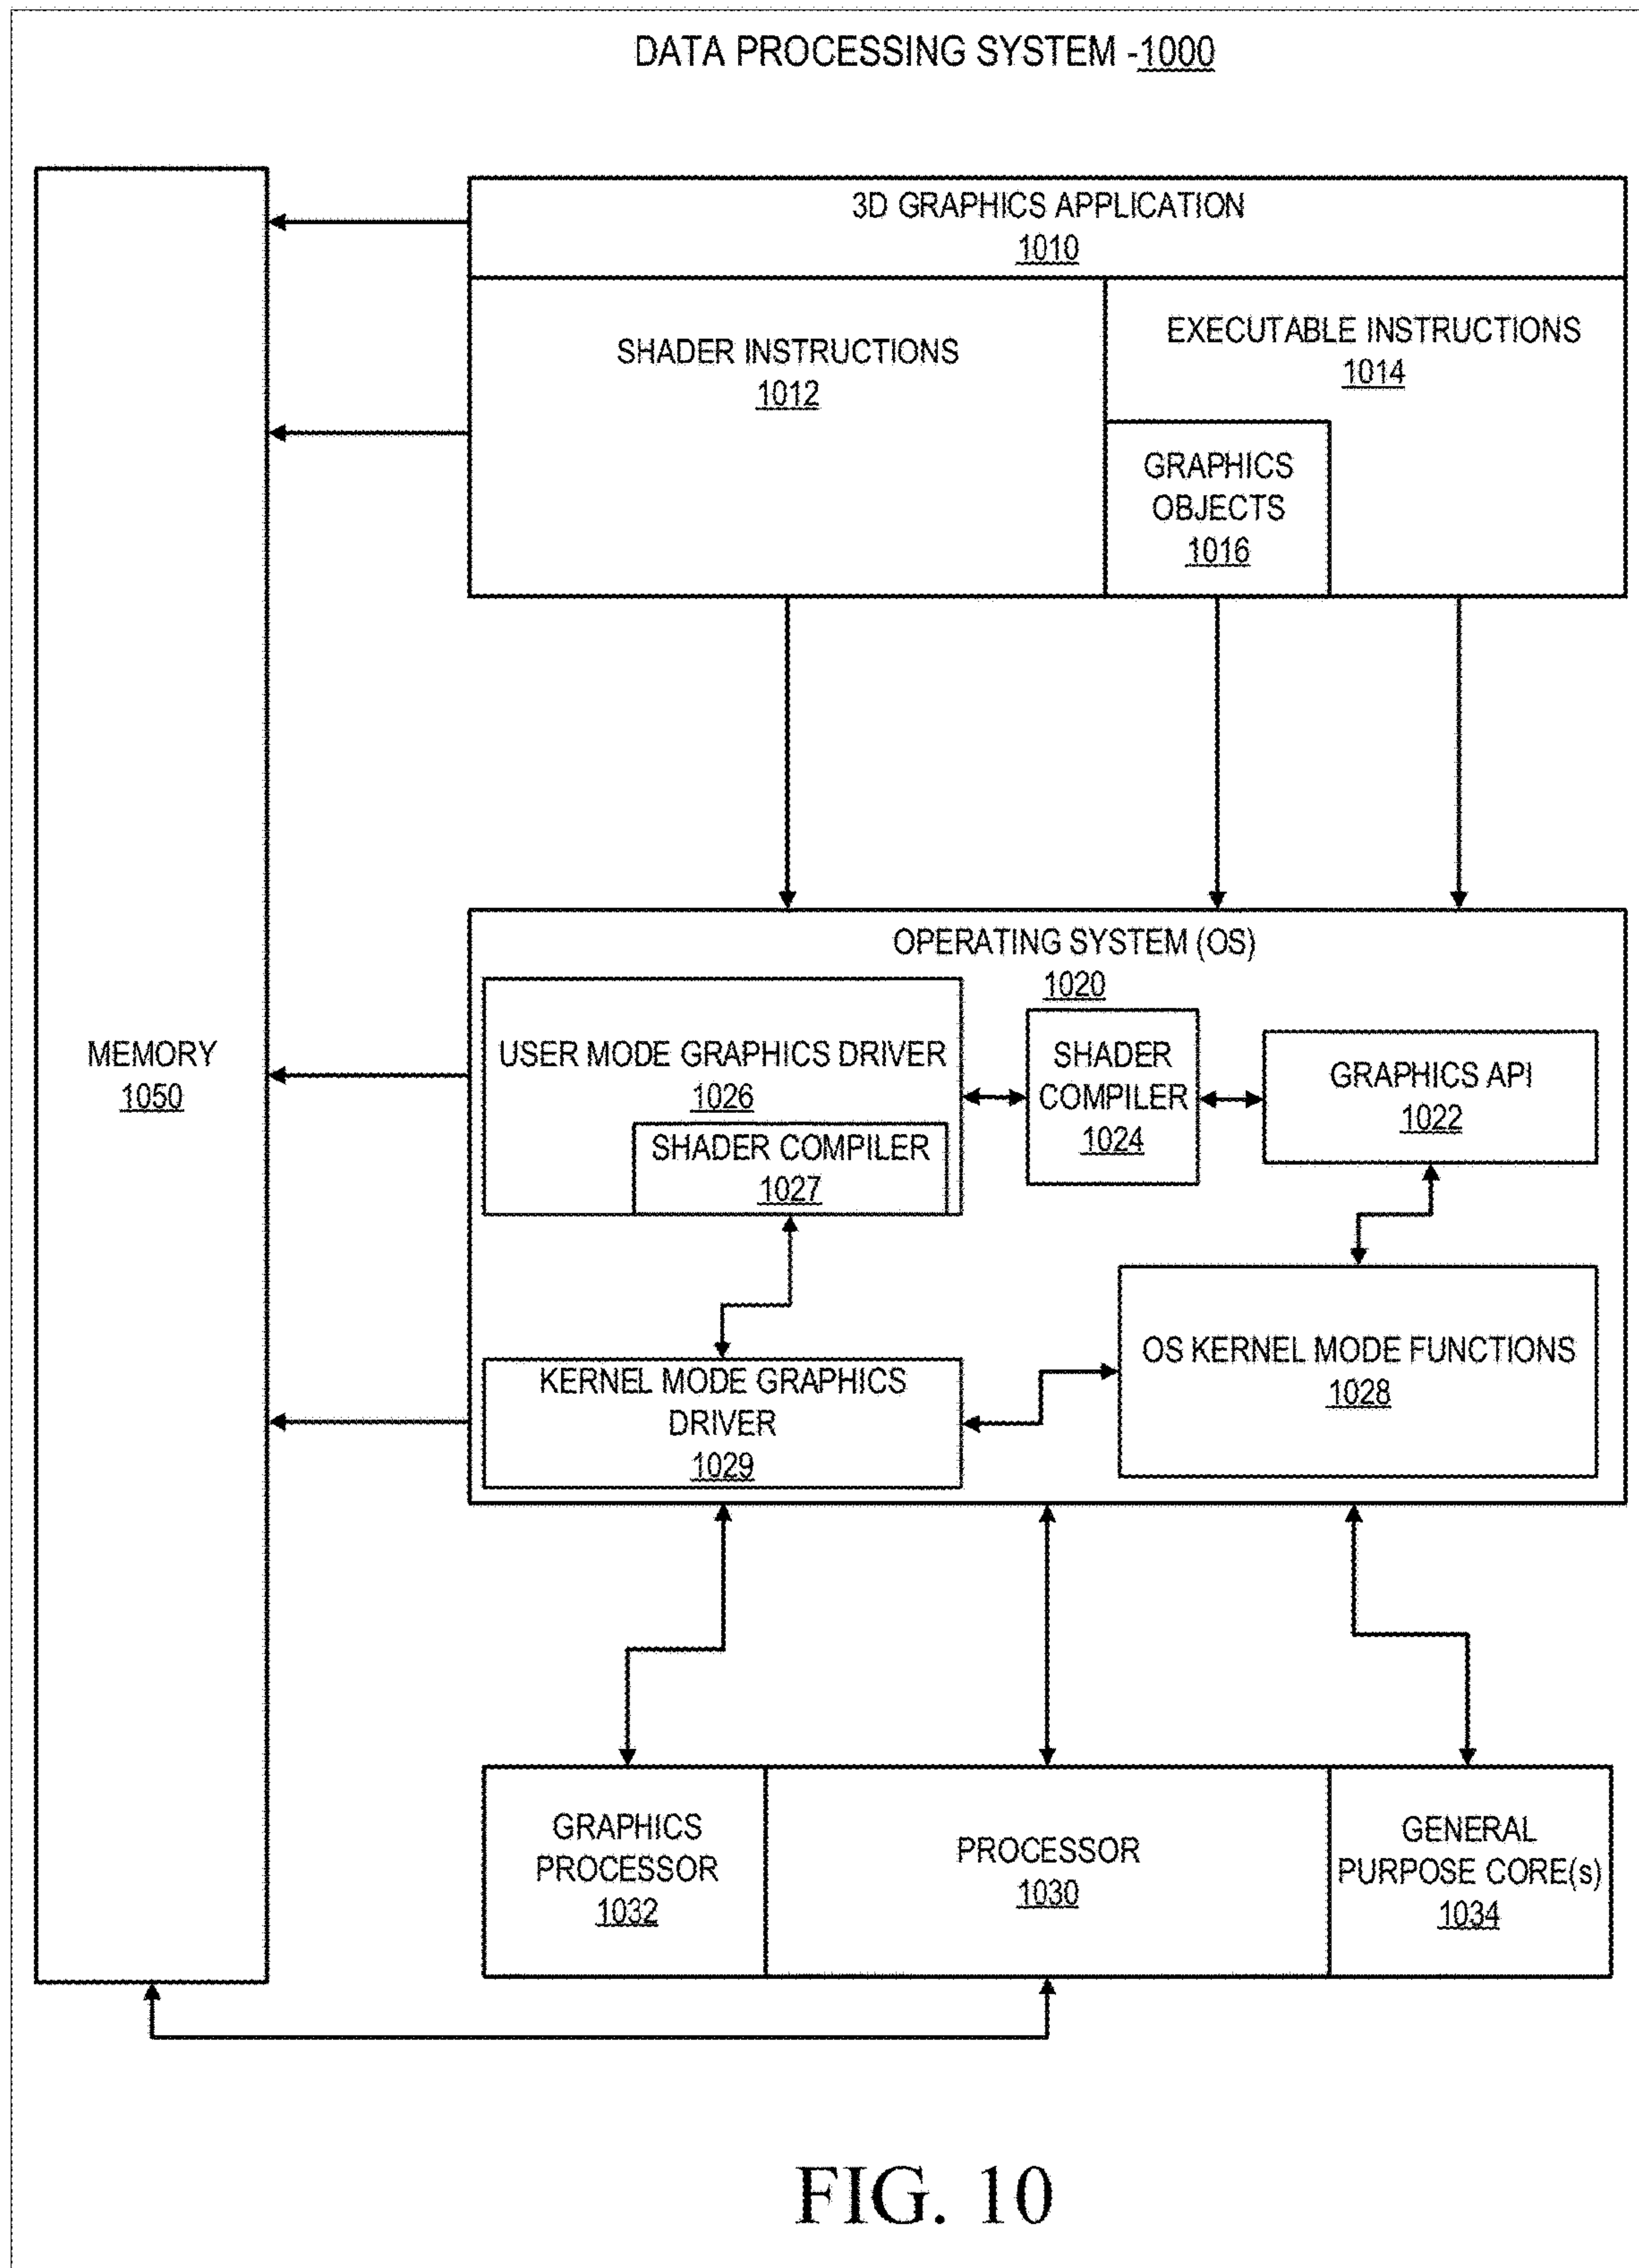 DATA PROCESSING SYSTEM -1000
3D GRAPHICS APPLICATION
1010
SHADER INSTRUCTIONS
1012
EXECUTABLE INSTRUCTIONS
1014
GRAPHICS
OBJECTS
1016
MEMORY
1050
OPERATING SYSTEM (OS)
1020
USER MODE GRAPHICS DRIVER
1026
SHADER COMPILER
1027
SHADER
COMPILER
1024
GRAPHICS API
1022
KERNEL MODE GRAPHICS
DRIVER
1029
OS KERNEL MODE FUNCTIONS
1028
GRAPHICS
PROCESSOR
1032
PROCESSOR
1030
GENERAL
PURPOSE CORE(s)
1034
FIG. 10